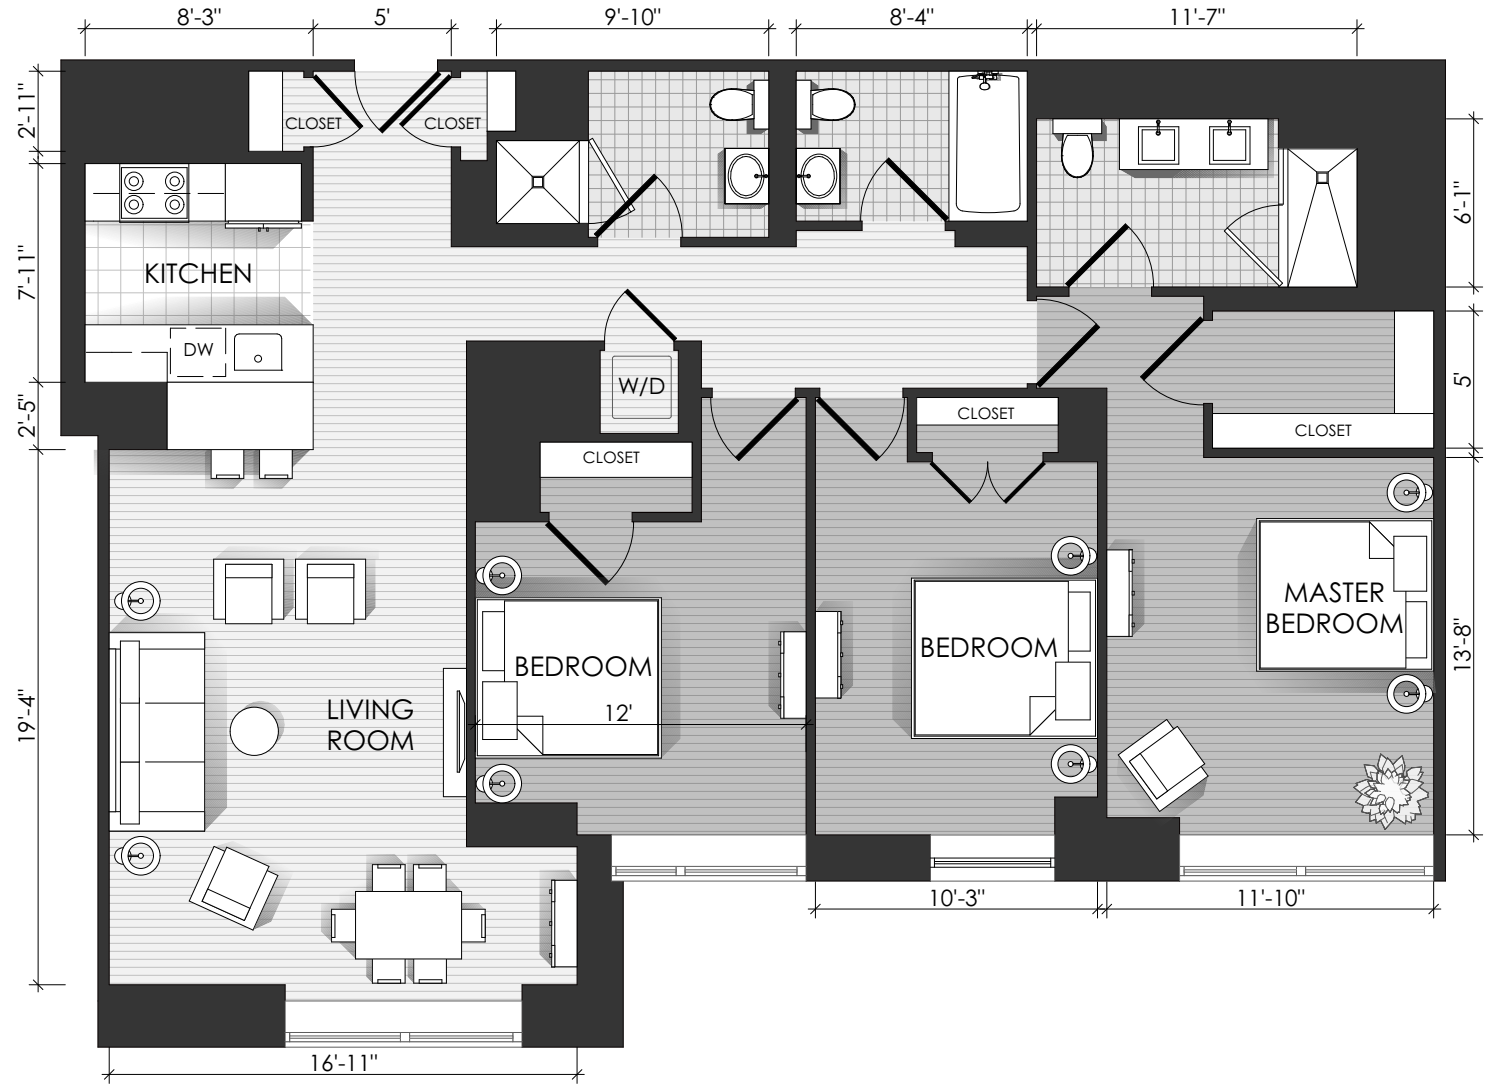 8'-3"
5'
9'-10"
8'-4"
11'-7"
2'-11"
CLOSET
CLOSET
7'-11"
KITCHEN
6'-1"
DW
W/D
2'-5"
5'
CLOSET
CLOSET
CLOSET
19'-4"
LIVING
ROOM
BEDROOM
12'
BEDROOM
MASTER
BEDROOM
13'-8"
10'-3"
11'-10"
16'-11"